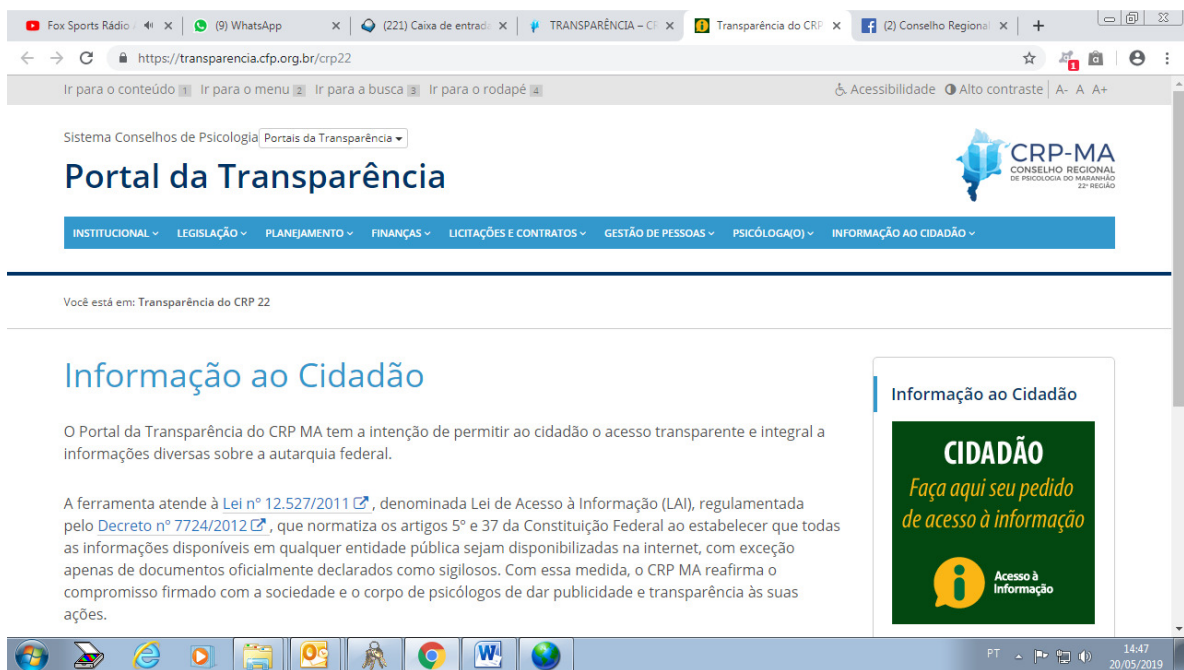 Fox Sports Rádio
(9) WhatsApp
(221) Caixa de entrada
TRANSPARÊNCIA – CR
Transparência do CRP
(2) Conselho Regional
https://transparencia.cfp.org.br/crp22
1
Ir para o conteúdo 1 Ir para o menu 2 Ir para a busca 3 Ir para o rodapé 4
Acessibilidade Alto contraste A- A A+
Sistema Conselhos de Psicologia Portais da Transparência
Portal da Transparência
CRP-MA
CONSELHO REGIONAL
DE PSICOLOGIA DO MARANHÃO
22ª REGIÃO
INSTITUCIONAL LEGISLAÇÃO PLANEJAMENTO FINANÇAS LICITAÇÕES E CONTRATOS GESTÃO DE PESSOAS PSICÓLOGA(O) INFORMAÇÃO AO CIDADÃO
Você está em: Transparência do CRP 22
Informação ao Cidadão
O Portal da Transparência do CRP MA tem a intenção de permitir ao cidadão o acesso transparente e integral a
informações diversas sobre a autarquia federal.
A ferramenta atende à Lei nº 12.527/2011 , denominada Lei de Acesso à Informação (LAI), regulamentada
pelo Decreto nº 7724/2012 , que normatiza os artigos 5º e 37 da Constituição Federal ao estabelecer que todas
as informações disponíveis em qualquer entidade pública sejam disponibilizadas na internet, com exceção
apenas de documentos oficialmente declarados como sigilosos. Com essa medida, o CRP MA reafirma o
compromisso firmado com a sociedade e o corpo de psicólogos de dar publicidade e transparência às suas
ações.
Informação ao Cidadão
CIDADÃO
Faça aqui seu pedido
de acesso à informação
Acesso à
Informação
PT
14:47
20/05/2019